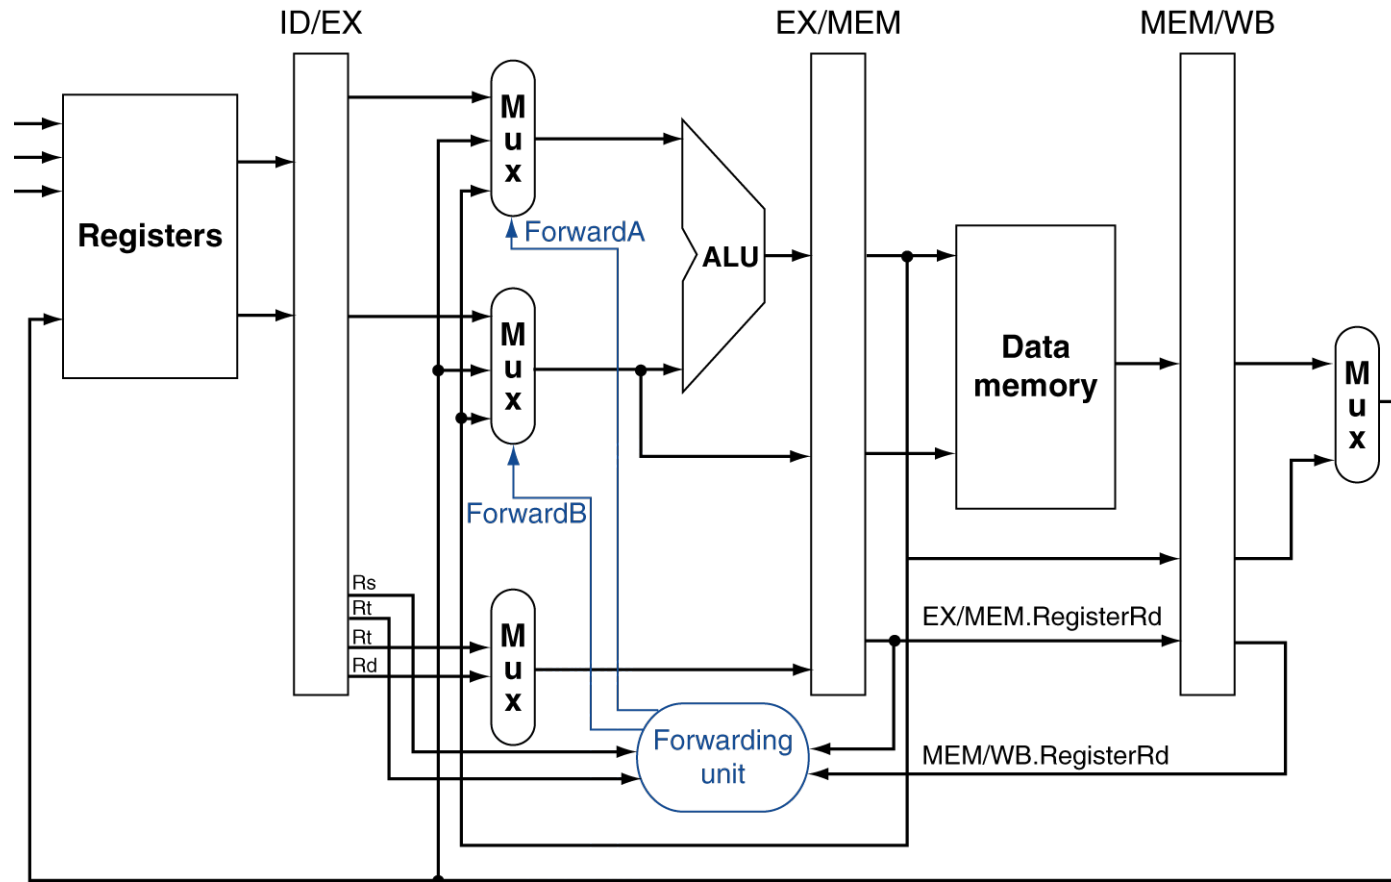 ID/EX
EX/MEM
MEM/WB
M
u
x
Registers
ForwardA
ALU
M
u
x
Data
memory
M
u
x
ForwardB
Rs
Rt
Rt
Rd
M
u
x
EX/MEM.RegisterRd
Forwarding
unit
MEM/WB.RegisterRd